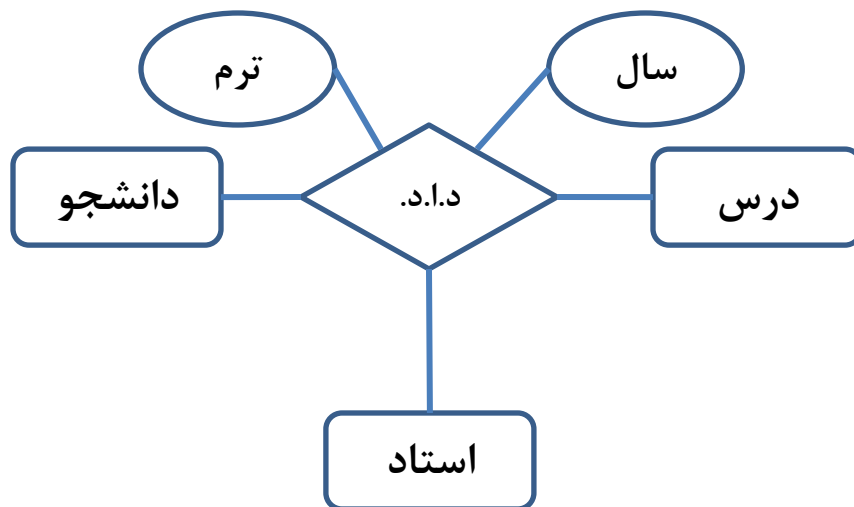 سال
ترم
درس
د.ا.د.
دانشجو
استاد